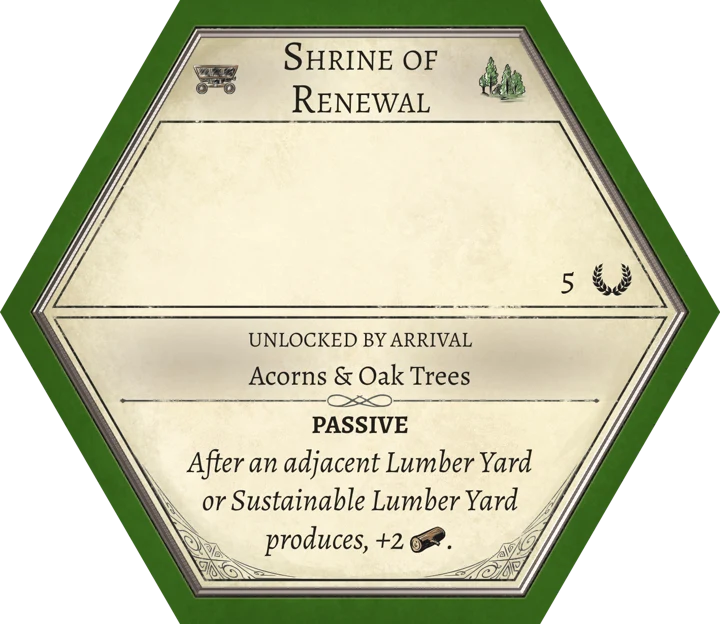 Shrine of
Renewal
5
UNLOCKED BY ARRIVAL
Acorns & Oak Trees
PASSIVE
After an adjacent Lumber Yard
or Sustainable Lumber Yard
produces, +2 .